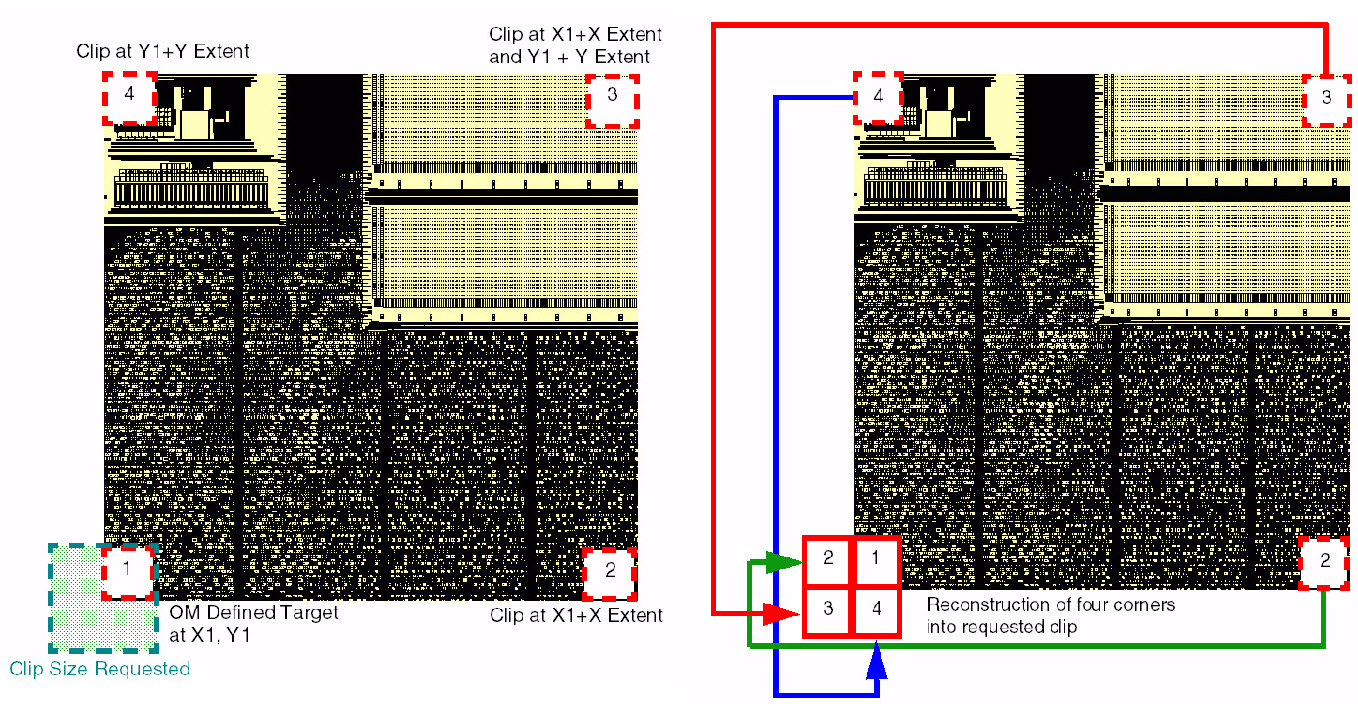 Clip at Y1+Y Extent
Clip at X1+X Extent
and Y1 + Y Extent
4
3
1
2
OM Defined Target
at X1, Y1
Clip at X1+X Extent
Clip Size Requested
4
3
2
2
1
3
4
Reconstruction of four corners
into requested clip